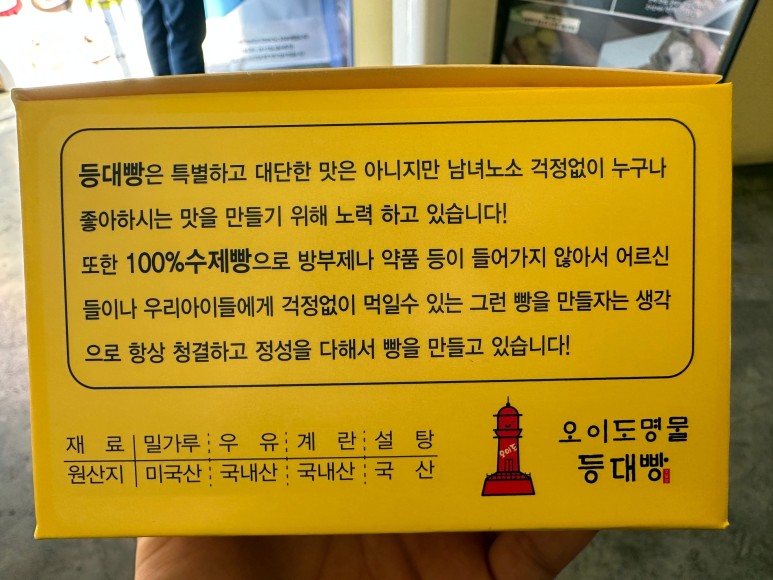 등대빵은 특별하고 대단한 맛은 아니지만 남녀노소 걱정없이 누구나
좋아하시는 맛을 만들기 위해 노력 하고 있습니다!
또한 100%수제빵으로 방부제나 약품 등이 들어가지 않아서 어르신
들이나 우리아이들에게 걱정없이 먹일수 있는 그런 빵을 만들자는 생각
으로 항상 청결하고 정성을 다해서 빵을 만들고 있습니다!
재 료 밀가루 우 유 계 란 설 탕
원산지 미국산 국내산 국내산 국 산
오이도명물
등대빵